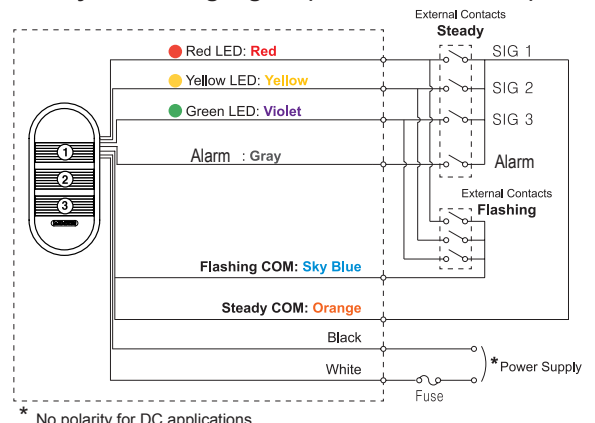 External Contacts
Steady
Red LED: Red
SIG 1
Yellow LED: Yellow
SIG 2
Green LED: Violet
SIG 3
Alarm : Gray
Alarm
1
2
3
External Contacts
Flashing
Flashing COM: Sky Blue
Steady COM: Orange
Black
White
* Power Supply
Fuse
* No polarity for DC applications